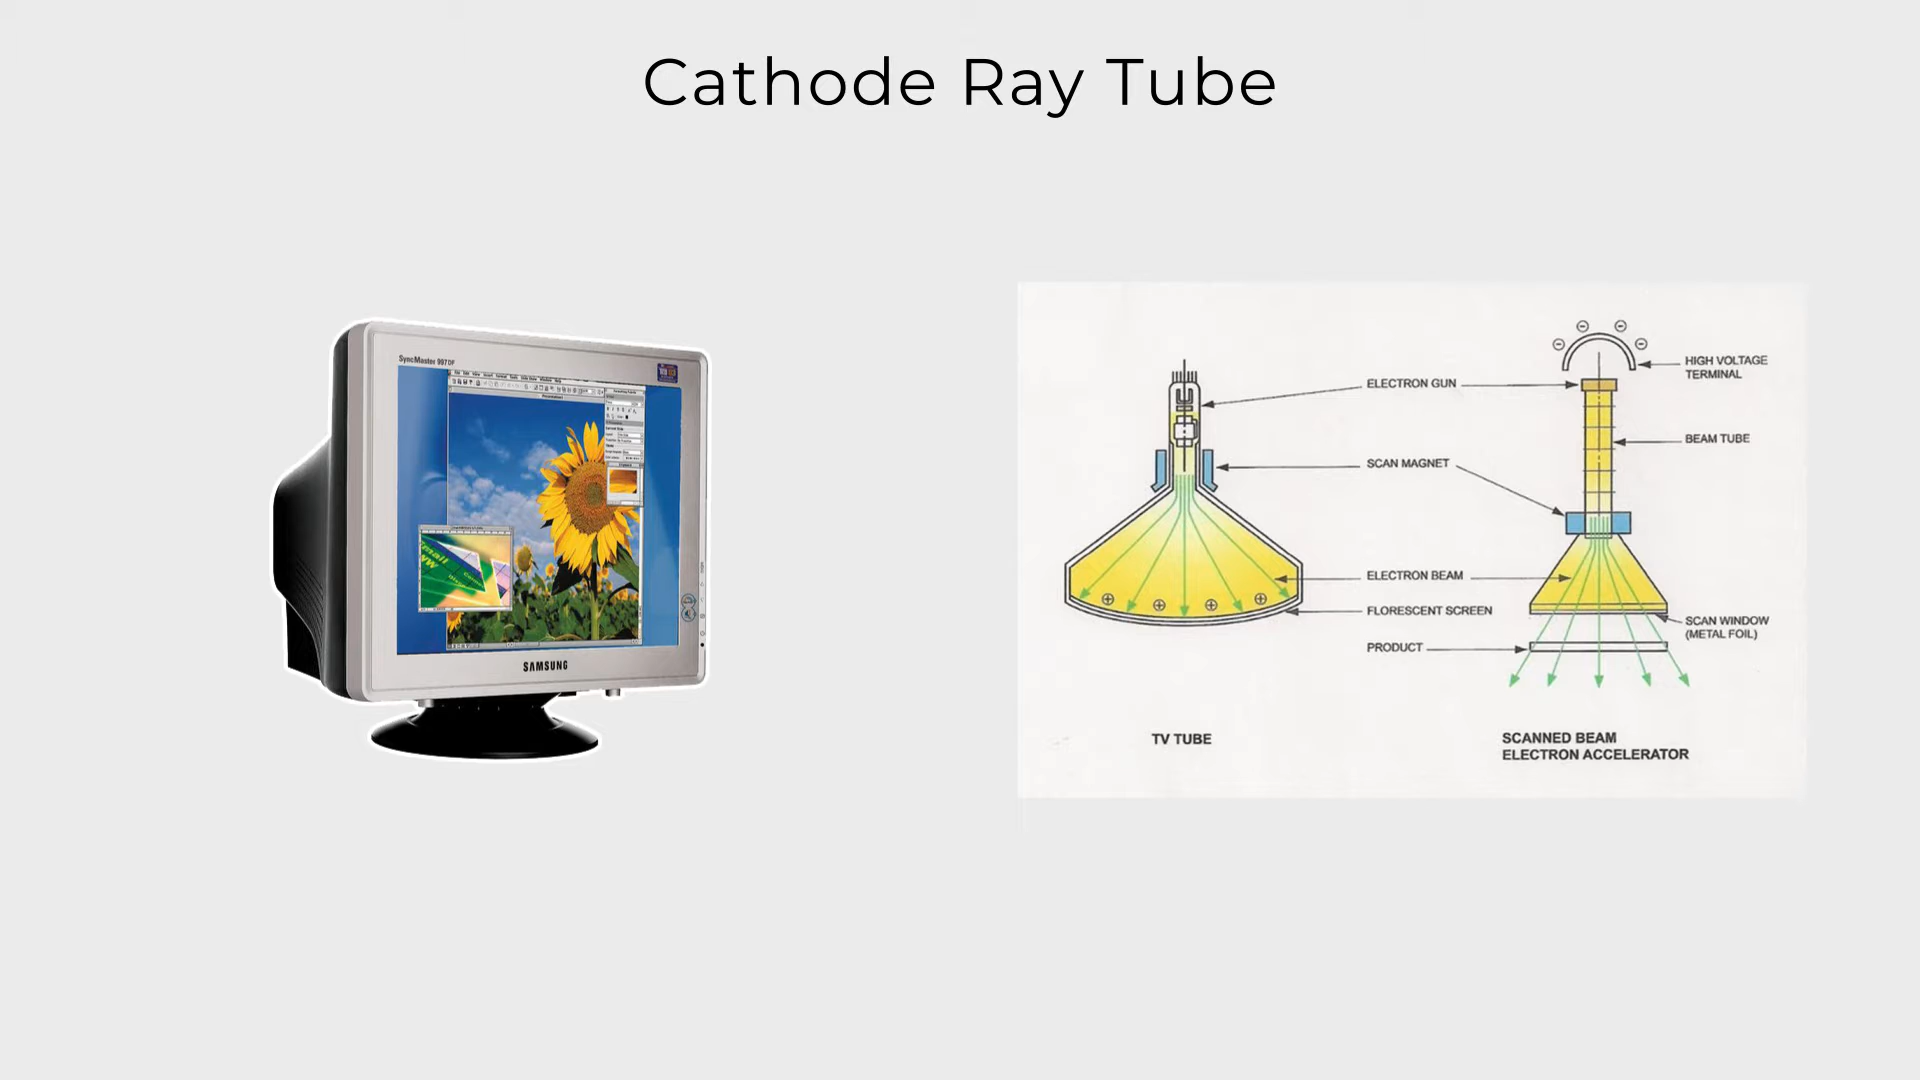 Cathode Ray Tube
SyncMaster 997DF
SAMSUNG
ELECTRON GUN
SCAN MAGNET
ELECTRON BEAM
FLORESCENT SCREEN
PRODUCT
HIGH VOLTAGE
TERMINAL
BEAM TUBE
SCAN WINDOW
(METAL FOIL)
TV TUBE
SCANNED BEAM
ELECTRON ACCELERATOR